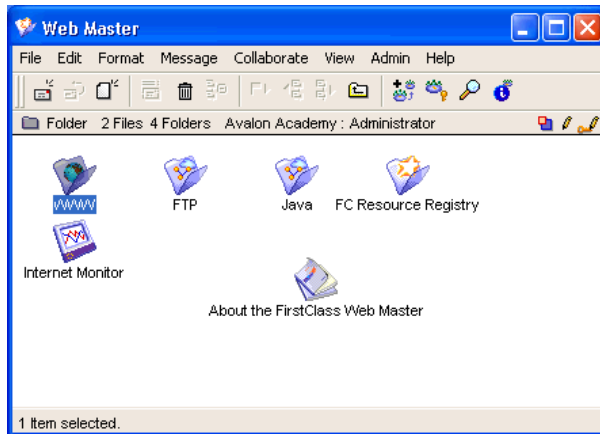 Web Master
File Edit Format Message Collaborate View Admin Help
Folder 2 Files 4 Folders Avalon Academy : Administrator
WWW FTP Java FC Resource Registry
Internet Monitor
About the FirstClass Web Master
1 Item selected.